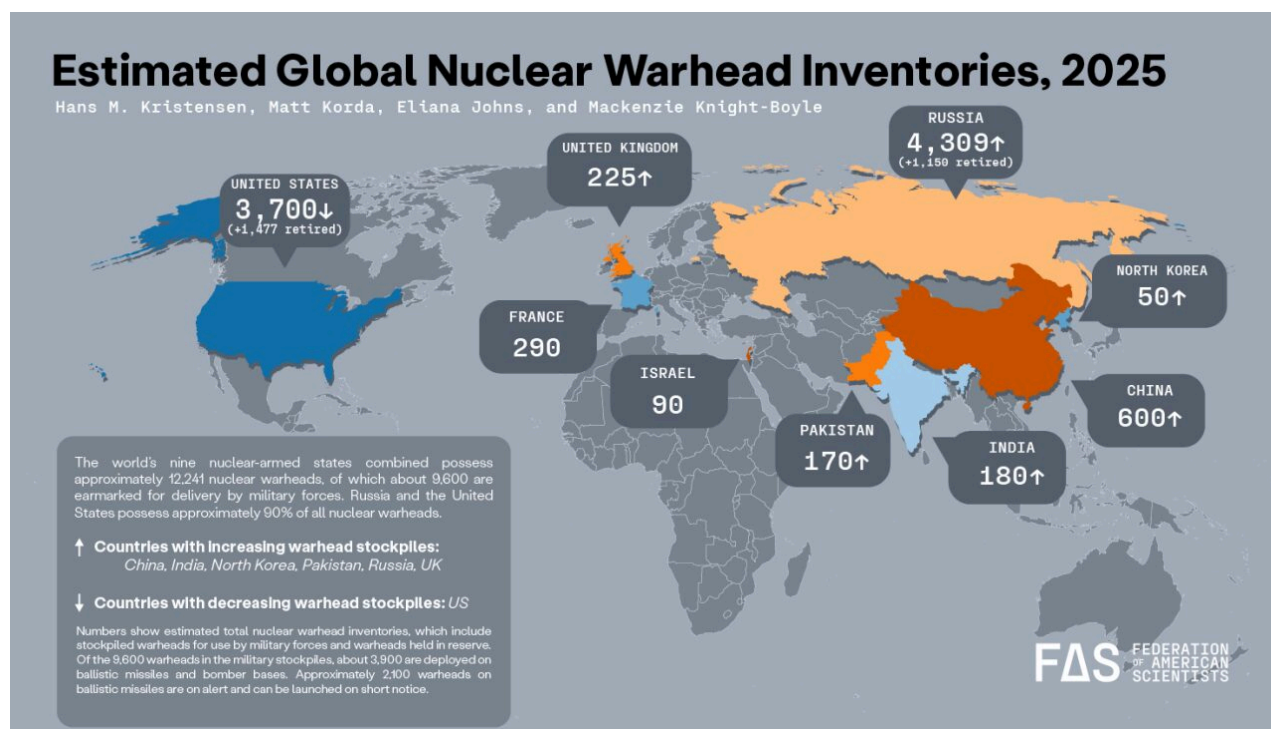 Estimated Global Nuclear Warhead Inventories, 2025
Hans M. Kristensen, Matt Korda, Eliana Johns, and Mackenzie Knight-Boyle
RUSSIA
4,309↑
(+1,150 retired)
UNITED KINGDOM
225↑
UNITED STATES
3,700↓
(+1,477 retired)
NORTH KOREA
50↑
FRANCE
290
ISRAEL
90
CHINA
600↑
PAKISTAN
170↑
INDIA
180↑
The world's nine nuclear-armed states combined possess
approximately 12,241 nuclear warheads, of which about 9,600 are
earmarked for delivery by military forces. Russia and the United
States possess approximately 90% of all nuclear warheads.
↑ Countries with increasing warhead stockpiles:
China, India, North Korea, Pakistan, Russia, UK
↓ Countries with decreasing warhead stockpiles: US
Numbers show estimated total nuclear warhead inventories, which include
stockpiled warheads for use by military forces and warheads held in reserve.
Of the 9,600 warheads in the military stockpiles, about 3,900 are deployed on
ballistic missiles and bomber bases. Approximately 2,100 warheads on
ballistic missiles are on alert and can be launched on short notice.
FAS
FEDERATION
OF AMERICAN
SCIENTISTS